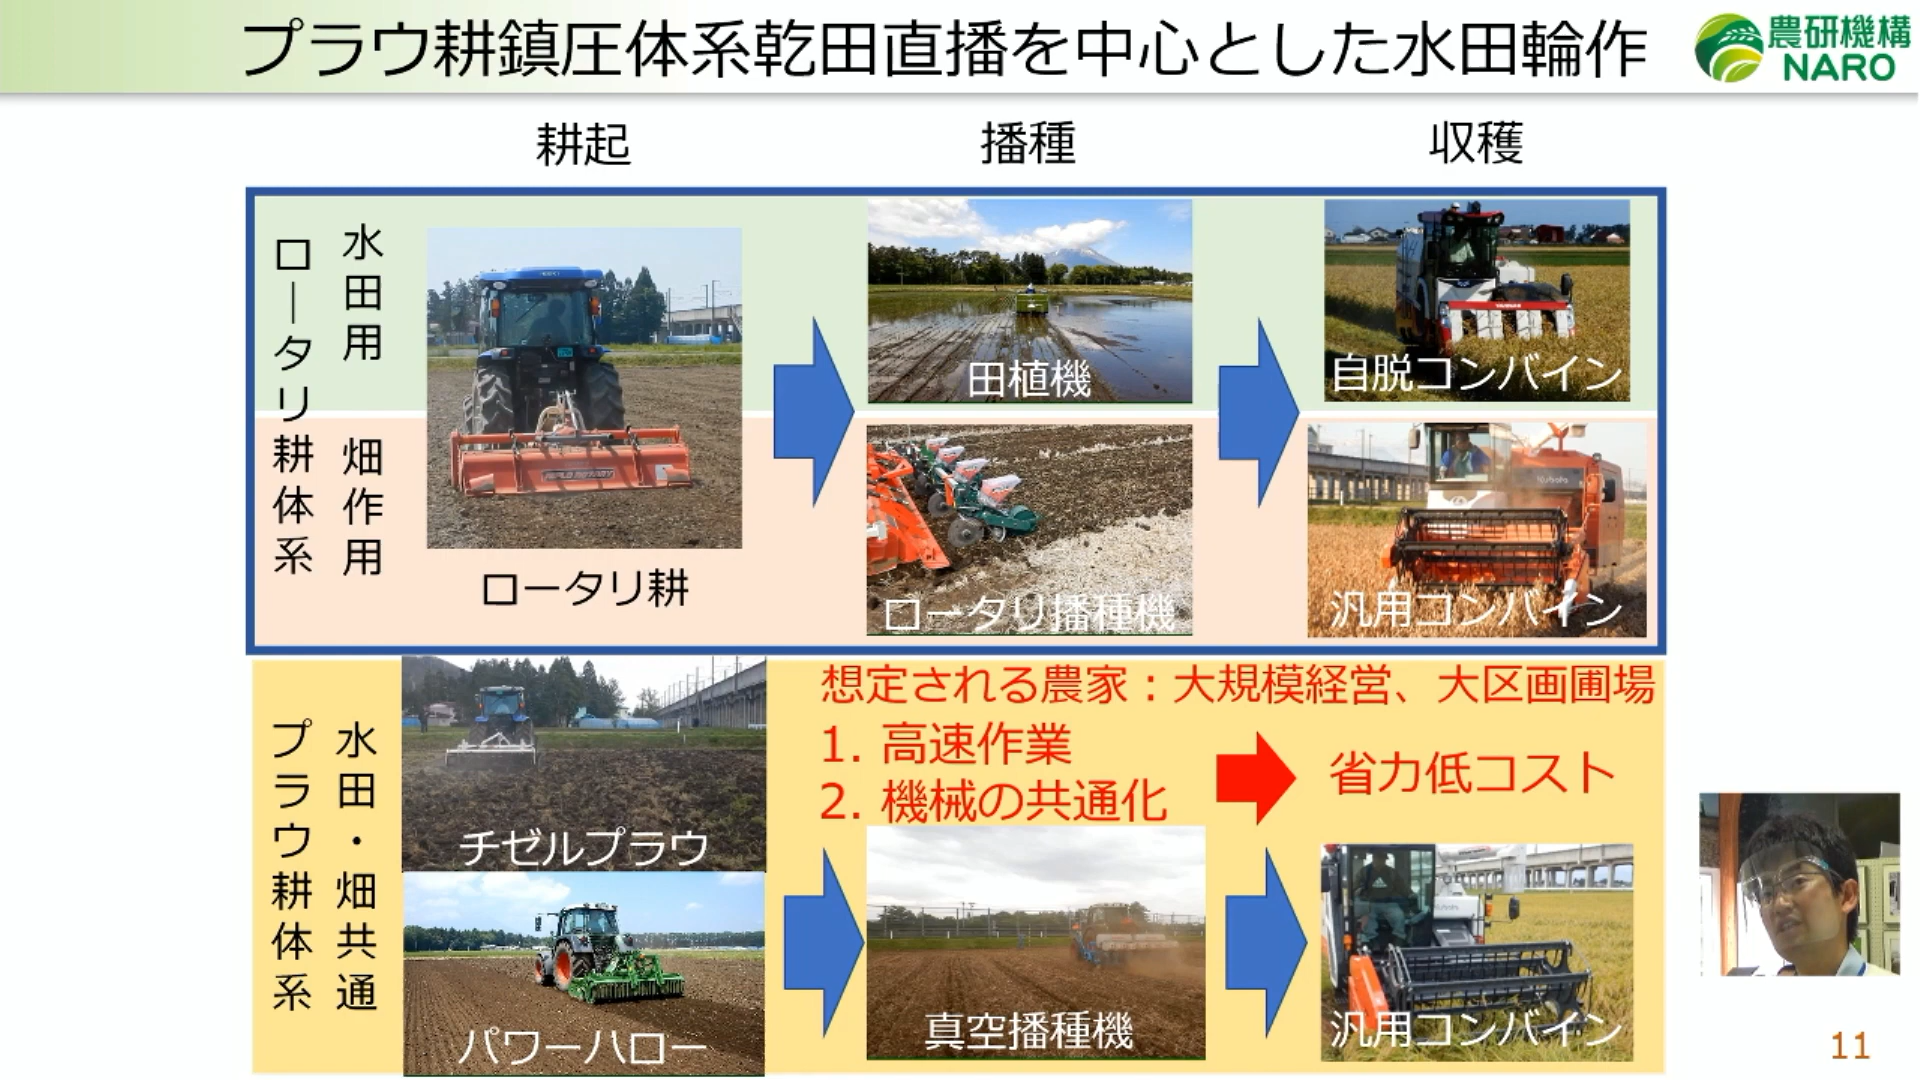 プラウ耕鎮圧体系乾田直播を中心とした水田輪作
農研機構
NARO
耕起
播種
収穫
ロータリ耕体系
水田用
畑作用
ロータリ耕
田植機
ロータリ播種機
自脱コンバイン
汎用コンバイン
Kubota
プラウ耕体系
水田・畑共通
チゼルプラウ
パワーハロー
想定される農家：大規模経営、大区画圃場
1. 高速作業
2. 機械の共通化
省力低コスト
真空播種機
汎用コンバイン
11